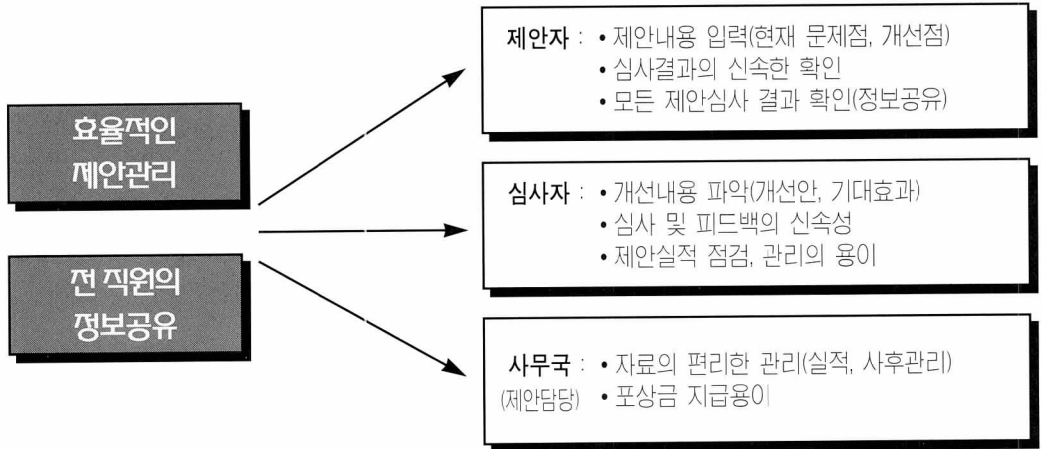 효율적인
제안관리
전 직원의
정보공유
제안자 : • 제안내용 입력(현재 문제점, 개선점)
• 심사결과의 신속한 확인
• 모든 제안심사 결과 확인(정보공유)
심사자 : • 개선내용 파악(개선안, 기대효과)
• 심사 및 피드백의 신속성
• 제안실적 점검, 관리의 용이
사무국 : • 자료의 편리한 관리(실적, 사후관리)
(제안담당) • 포상금 지급용이